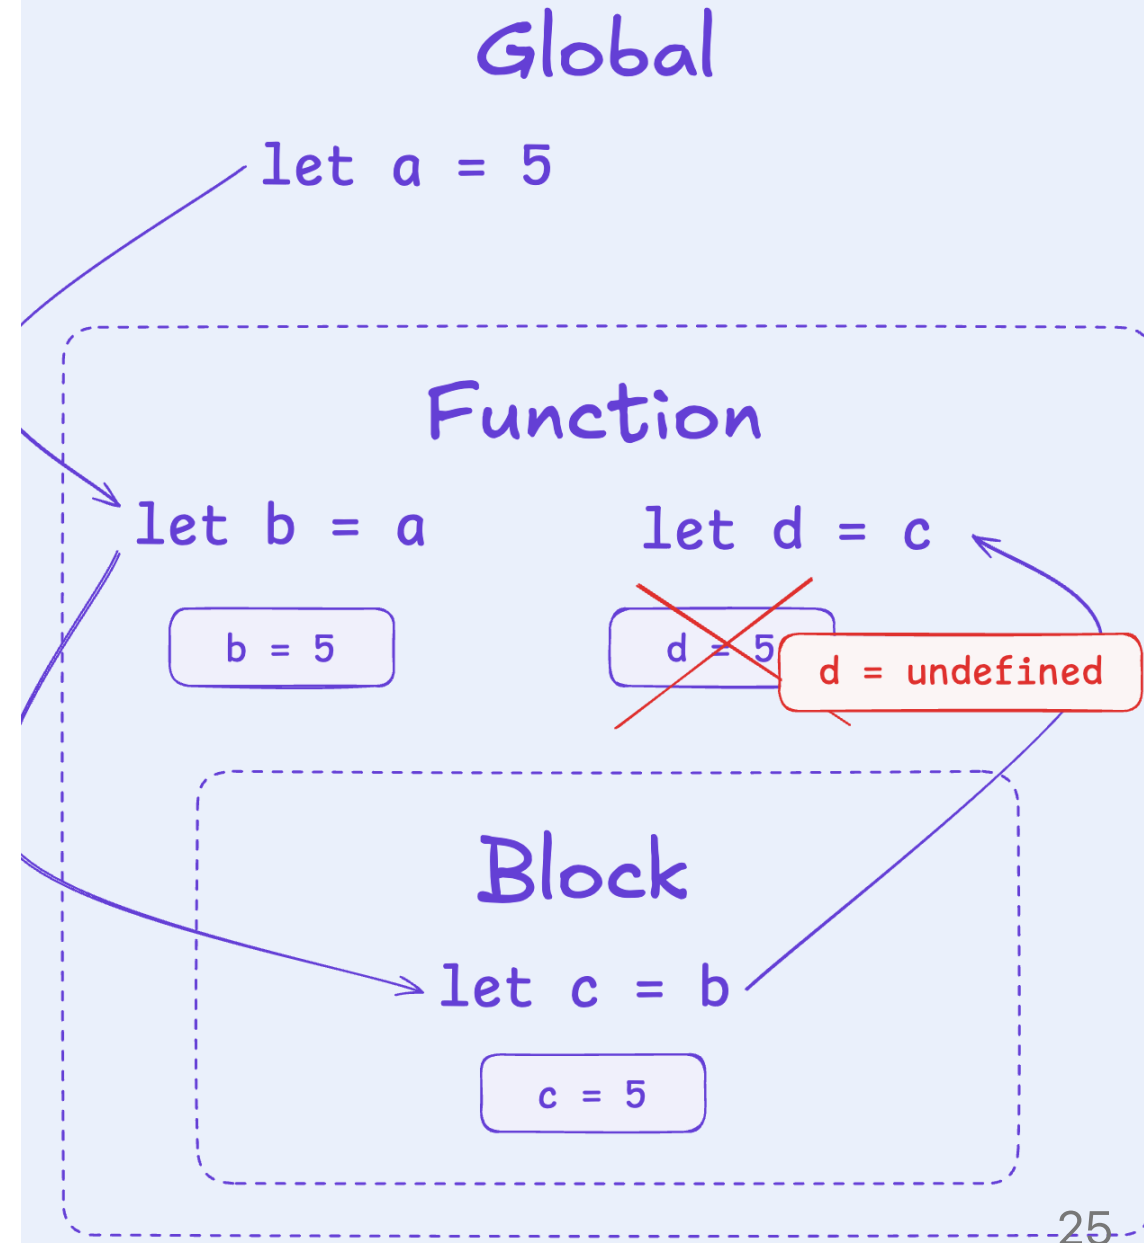 Global
let a = 5
Function
let b = a
let d = c
b = 5
d = 5
d = undefined
Block
let c = b
c = 5
25